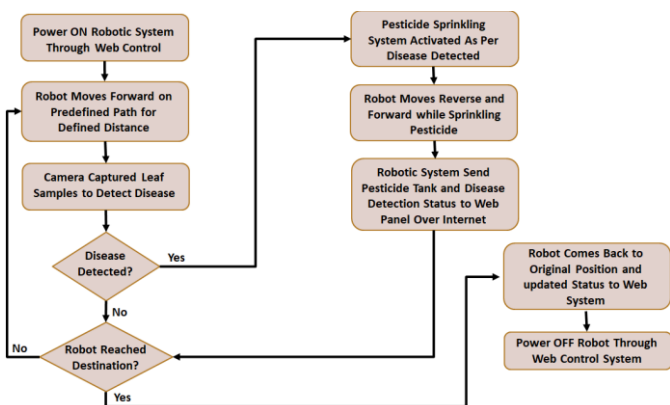 Power ON Robotic System
Through Web Control
Robot Moves Forward on
Predefined Path for
Defined Distance
Camera Captured Leaf
Samples to Detect Disease
Disease
Detected?
Yes
No
Robot Reached
Destination?
No
Yes
Pesticide Sprinkling
System Activated As Per
Disease Detected
Robot Moves Reverse and
Forward while Sprinkling
Pesticide
Robotic System Send
Pesticide Tank and Disease
Detection Status to Web
Panel Over Internet
Robot Comes Back to
Original Position and
updated Status to Web
System
Power OFF Robot Through
Web Control System